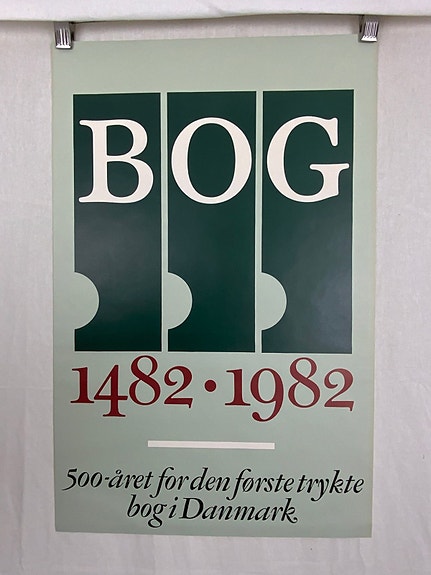 BOG
1482 • 1982
500-året for den første trykte
bog i Danmark